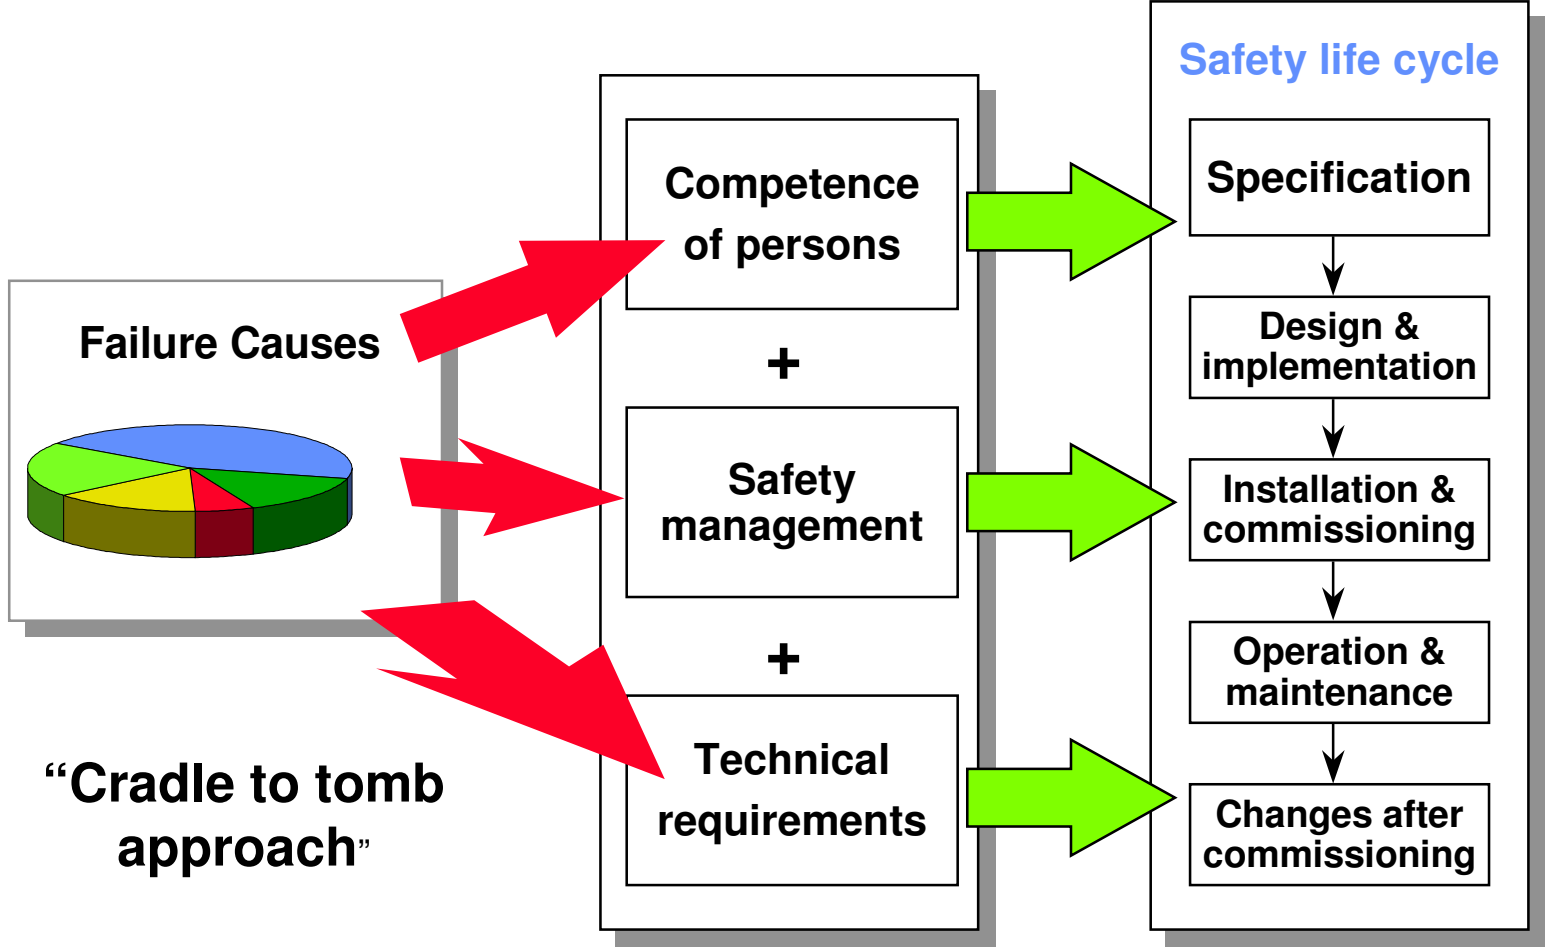 Safety life cycle
Competence
of persons
Specification
Failure Causes
+
Design &
implementation
Safety
management
Installation &
commissioning
+
Operation &
maintenance
“Cradle to tomb
approach”
Technical
requirements
Changes after
commissioning